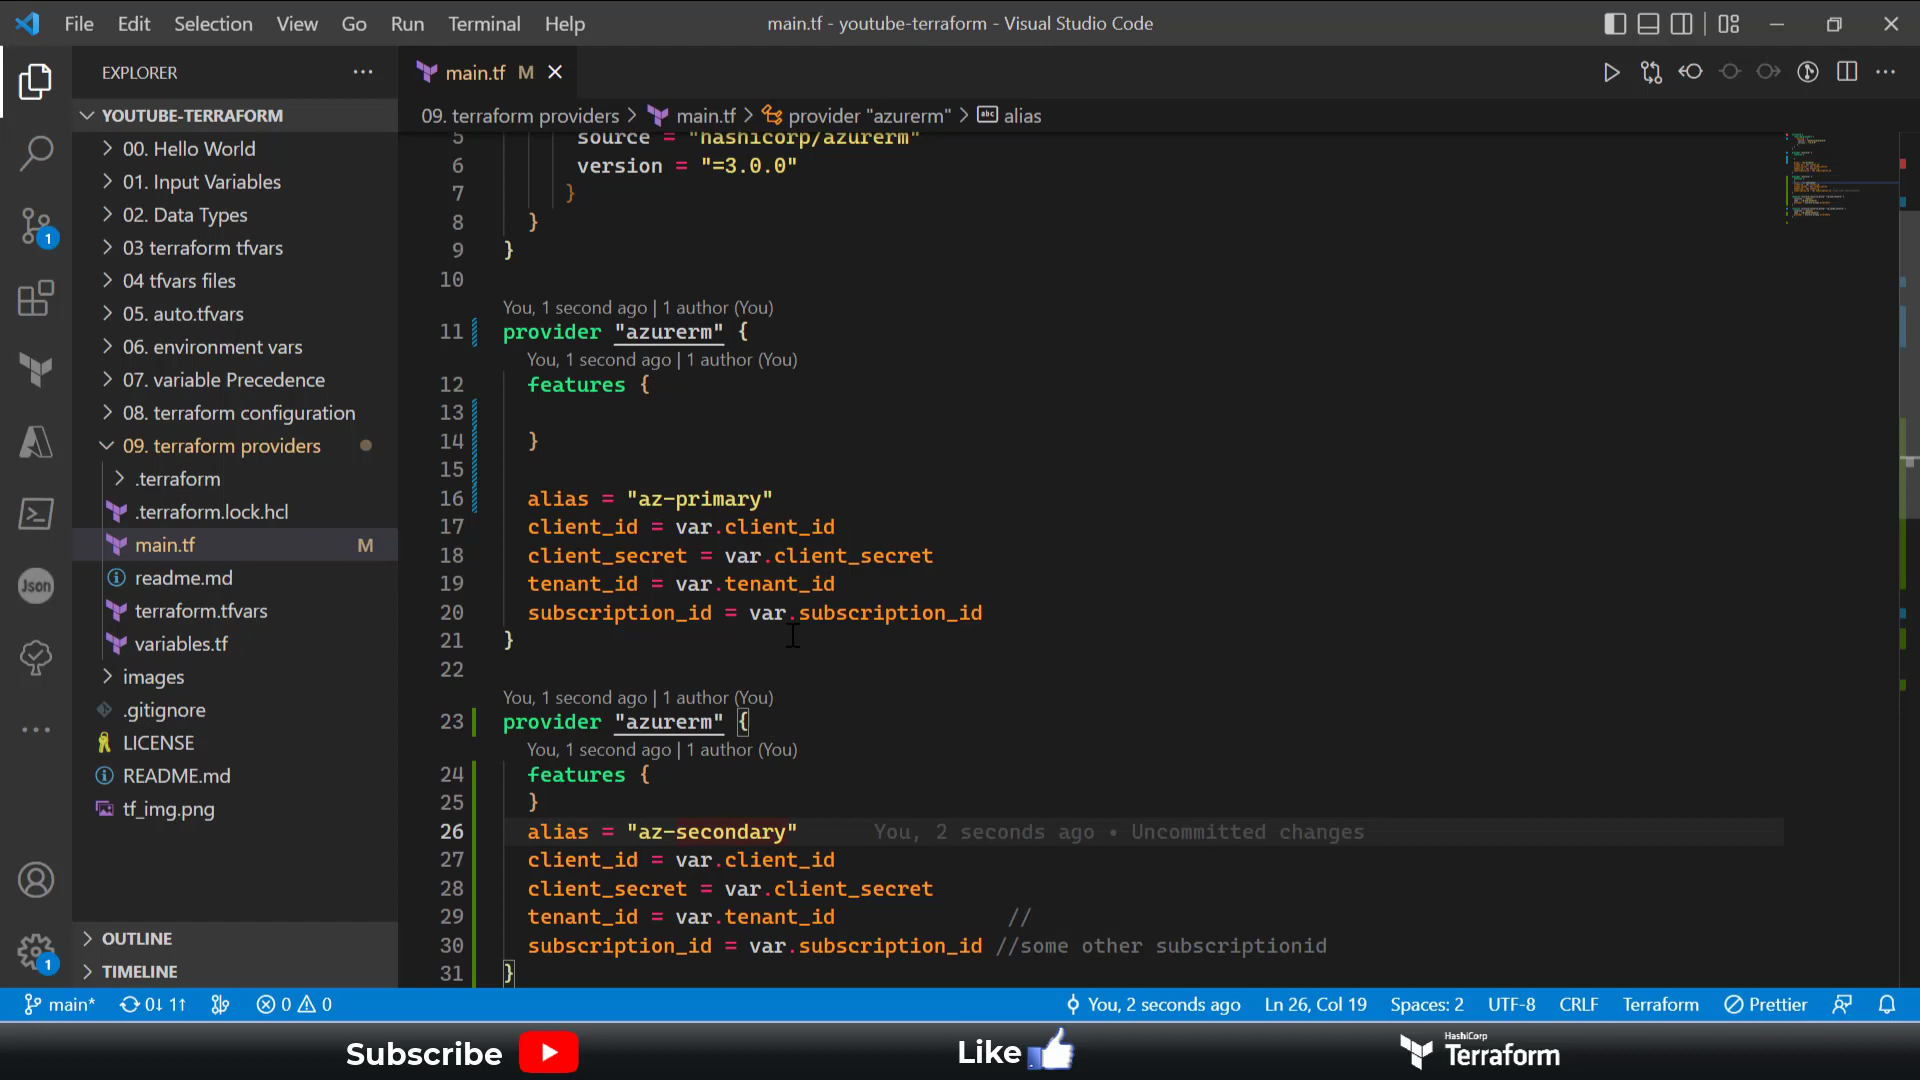 File Edit Selection View Go Run Terminal Help
main.tf - youtube-terraform - Visual Studio Code
EXPLORER
YOUTUBE-TERRAFORM
00. Hello World
01. Input Variables
02. Data Types
03 terraform tfvars
04 tfvars files
05. auto.tfvars
06. environment vars
07. variable Precedence
08. terraform configuration
09. terraform providers
.terraform
.terraform.lock.hcl
main.tf M
readme.md
terraform.tfvars
variables.tf
images
.gitignore
LICENSE
README.md
tf_img.png
OUTLINE
TIMELINE
1
Json
1
main.tf M
09. terraform providers > main.tf > provider "azurerm" > abc alias
5 source = "hashicorp/azurerm"
6 version = "=3.0.0"
7 }
8 }
9 }
10
You, 1 second ago | 1 author (You)
11 provider "azurerm" {
You, 1 second ago | 1 author (You)
12 features {
13
14 }
15
16 alias = "az-primary"
17 client_id = var.client_id
18 client_secret = var.client_secret
19 tenant_id = var.tenant_id
20 subscription_id = var.subscription_id
21 }
22
You, 1 second ago | 1 author (You)
23 provider "azurerm" {
You, 1 second ago | 1 author (You)
24 features {
25 }
26 alias = "az-secondary" You, 2 seconds ago • Uncommitted changes
27 client_id = var.client_id
28 client_secret = var.client_secret
29 tenant_id = var.tenant_id //
30 subscription_id = var.subscription_id //some other subscriptionid
31 }
main* 0↓ 1↑ 0 0 You, 2 seconds ago Ln 26, Col 19 Spaces: 2 UTF-8 CRLF Terraform Prettier
Subscribe Like HashiCorp
Terraform